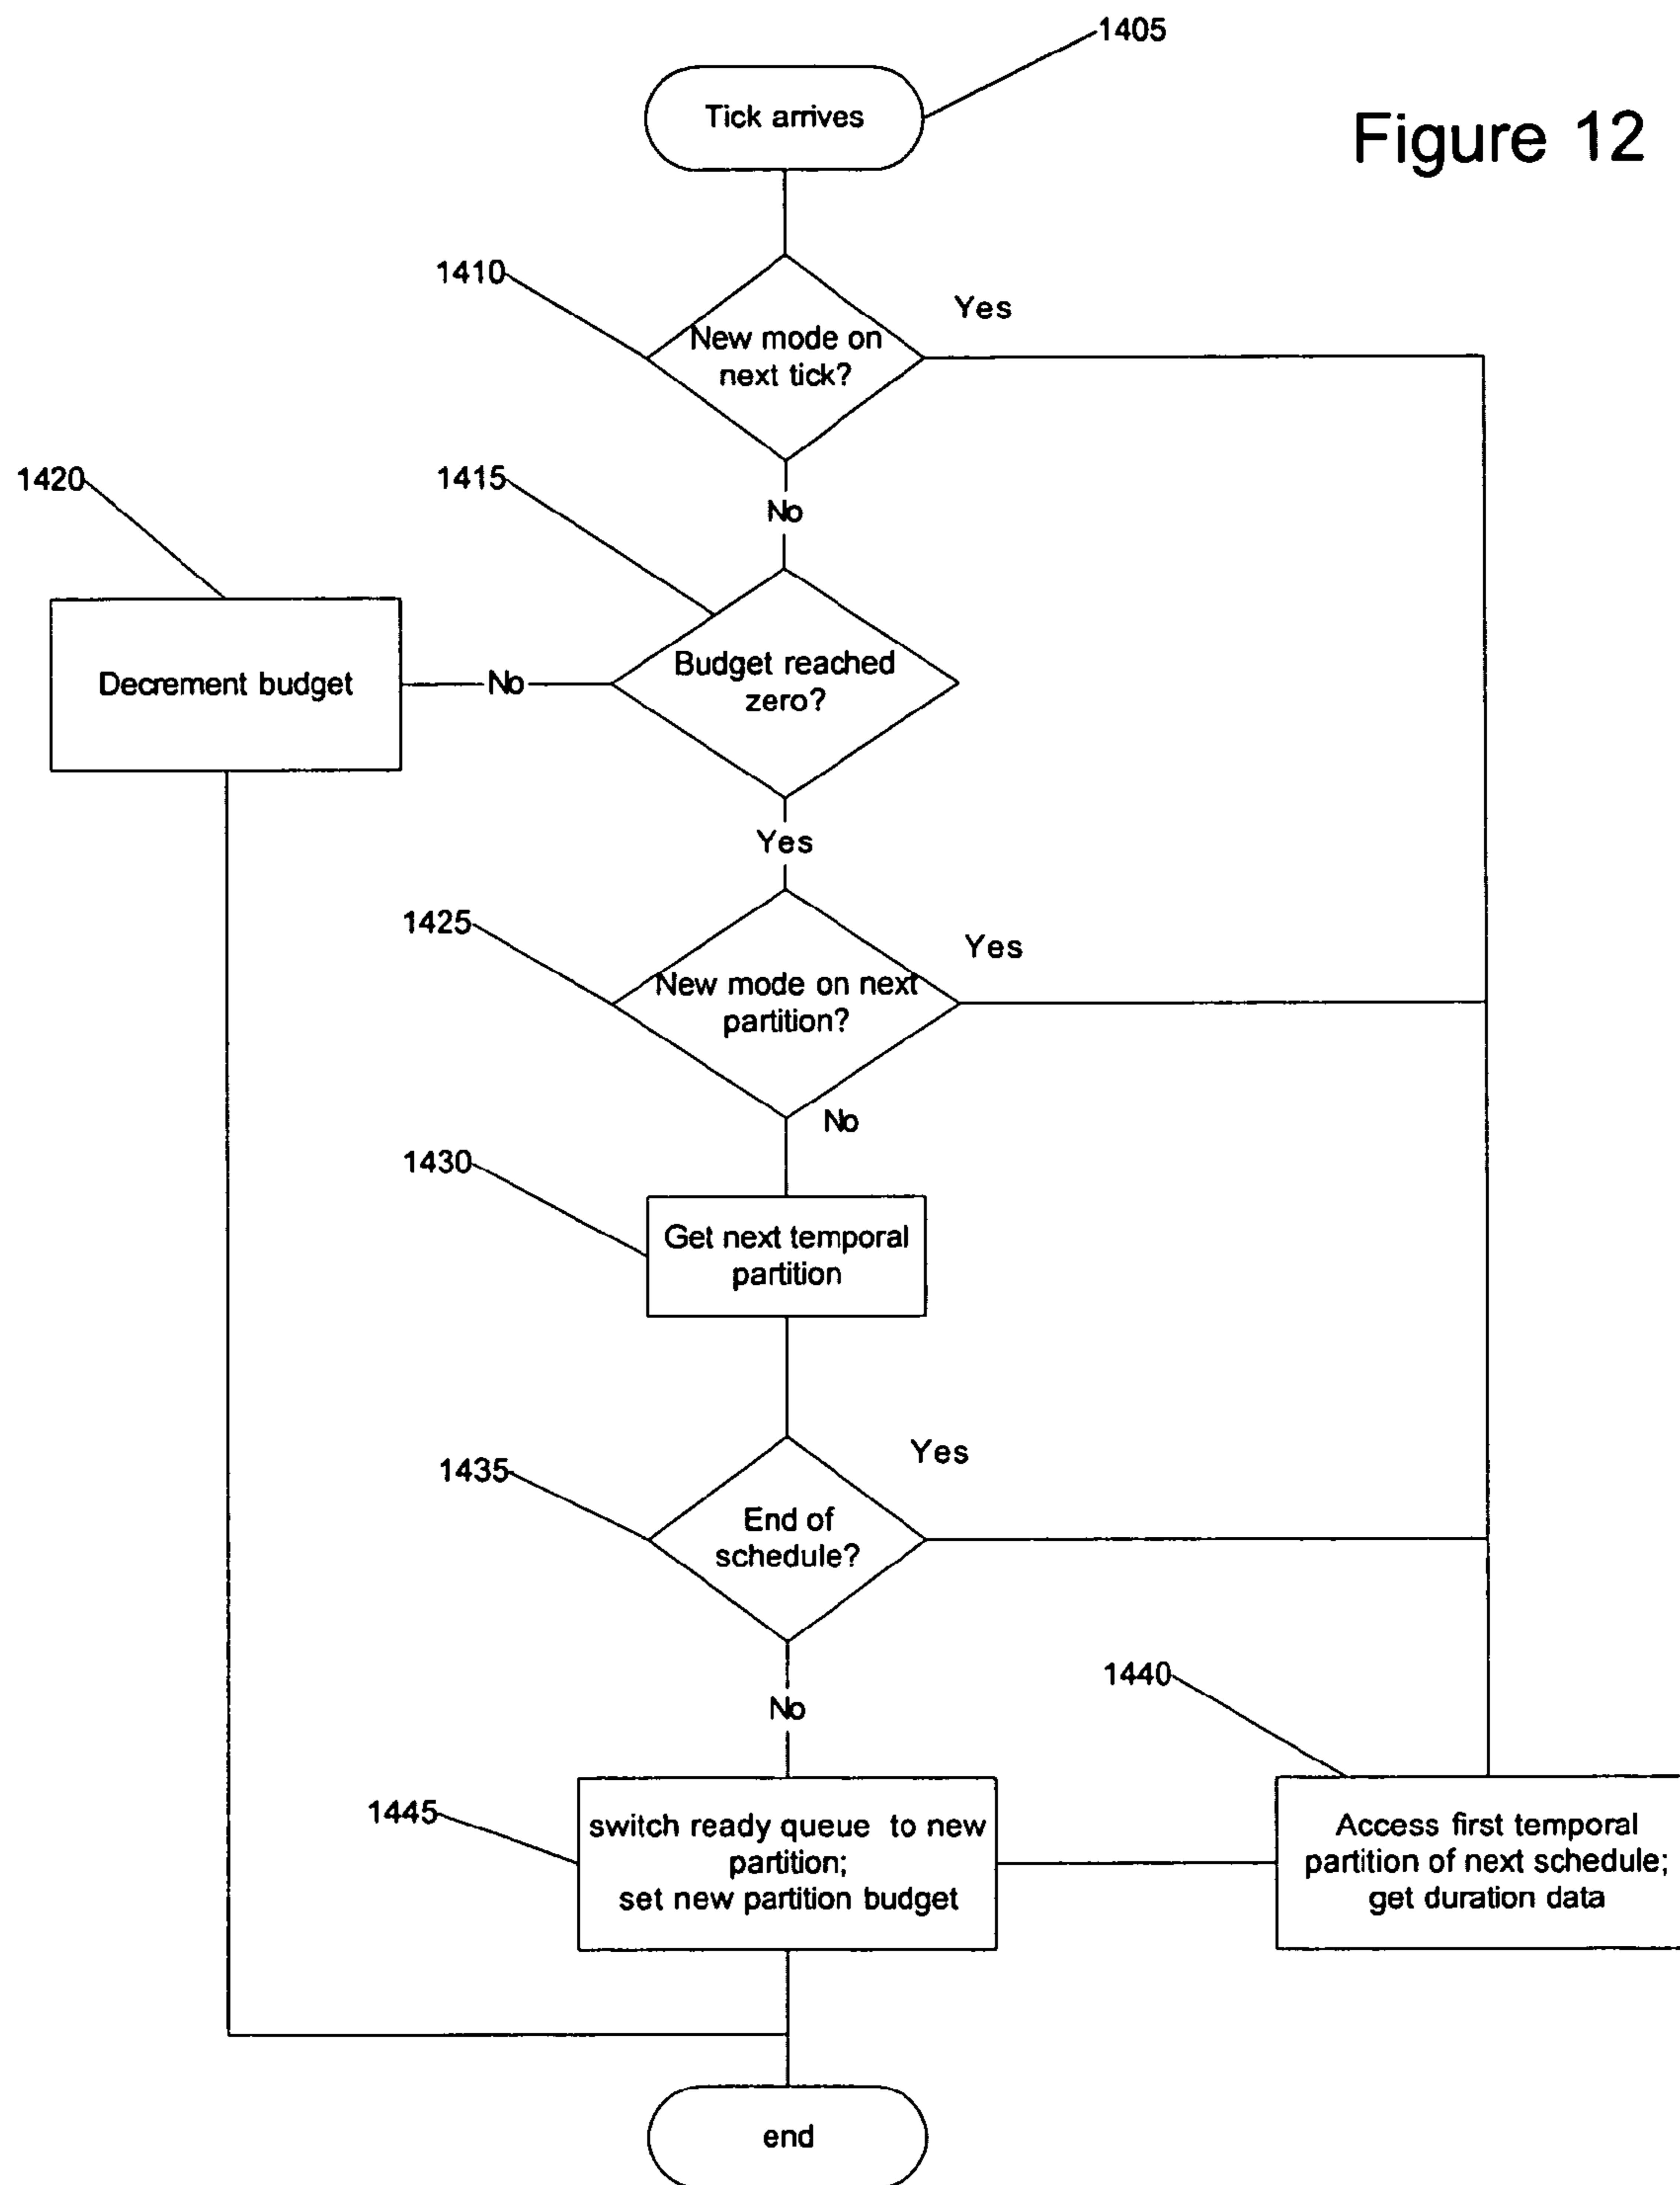 1405
Tick arrives
Figure 12
1410
Yes
New mode on
next tick?
1420
1415
No
Budget reached
zero?
Decrement budget
No
Yes
1425
Yes
New mode on next
partition?
No
1430
Get next temporal
partition
1435
Yes
End of
schedule?
1440
No
1445
switch ready queue to new
partition;
set new partition budget
Access first temporal
partition of next schedule;
get duration data
end